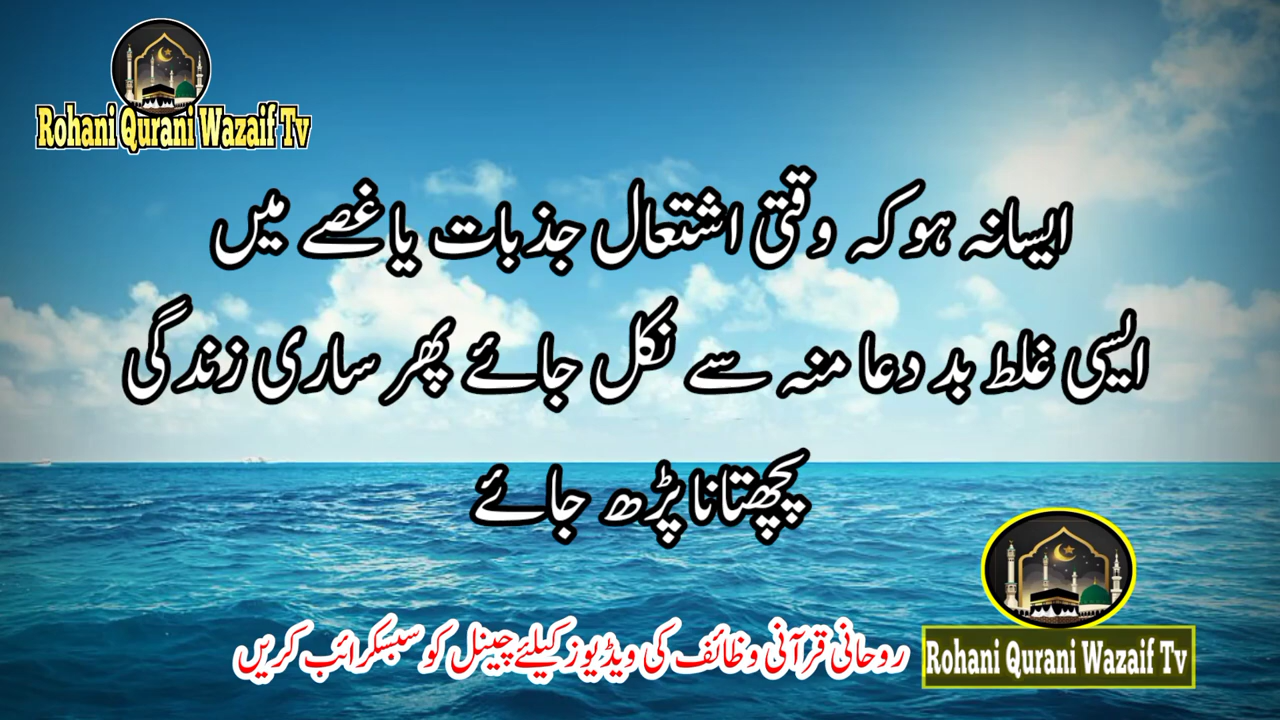 Rohani Qurani Wazaif Tv
ایسا نہ ہو کہ وقتی اشتعال جذبات یا غصے میں
ایسی غلط بد دعا منہ سے نکل جائے پھر ساری زندگی
پچھتانا پڑھ جائے
روحانی قرآنی وظائف کی ویڈیوز کیلئے چینل کو سبسکرائب کریں
Rohani Qurani Wazaif Tv